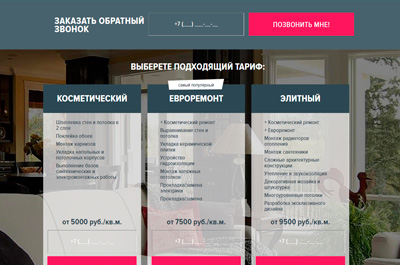 ЗАКАЗАТЬ ОБРАТНЫЙ
ЗВОНОК
+7 (___) ___-__-__
ПОЗВОНИТЬ МНЕ!
ВЫБЕРЕТЕ ПОДХОДЯЩИЙ ТАРИФ:
КОСМЕТИЧЕСКИЙ
Шпатлевка стен и потолка в
2 слоя
Поклейка обоев
Монтаж карнизов
Укладка напольных и
потолочных карнизов
Выполнение базов.
сантехнических и
электромонтажных работы
от 5000 руб./кв.м.
+7 (___) ___-__-__
самый популярный
ЕВРОРЕМОНТ
+ Косметический ремонт
Выравнивание стен и
потолка
Укладка керамической
плитки
Устройство
гидроизоляции
Монтаж натяжных
потолков
Прокладка/замена
электрики
Прокладка/замена
от 7500 руб./кв.м.
+7 (___) ___-__-__
ЭЛИТНЫЙ
+ Косметический ремонт
+ Евроремонт
Монтаж радиаторов
отопления
Монтаж сантехники
Сложные архитектурные
конструкции
Утепление и звукоизоляция
Декоративная мозайка и
штукатурка
Многоуровневые потолки
Разработка эксклюзивного
дизайна
от 9500 руб./кв.м.
+7 (___) ___-__-__